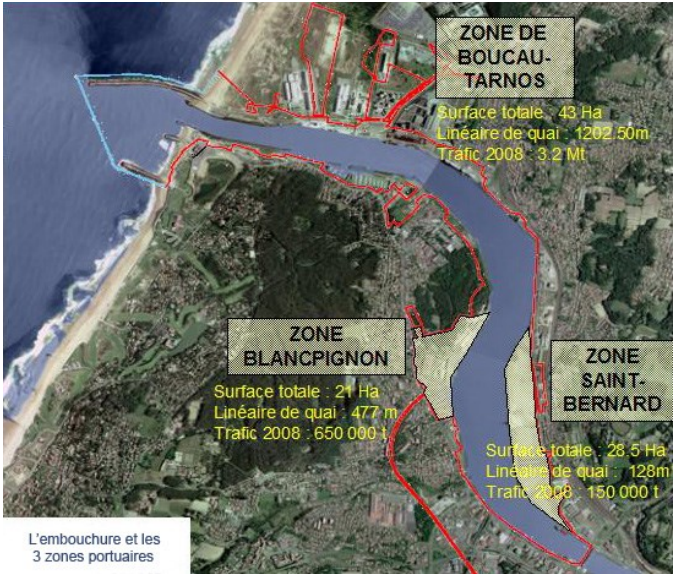 ZONE DE
BOUCAU-
TARNOS
Surface totale : 43 Ha
Linéaire de quai : 1202.50m
Trafic 2008 : 3.2 Mt
ZONE
BLANCPIGNON
Surface totale : 21 Ha
Linéaire de quai : 477 m
Trafic 2008 : 650 000 t
ZONE
SAINT-
BERNARD
Surface totale : 28.5 Ha
Linéaire de quai : 128m
Trafic 2008 : 150 000 t
L'embouchure et les
3 zones portuaires